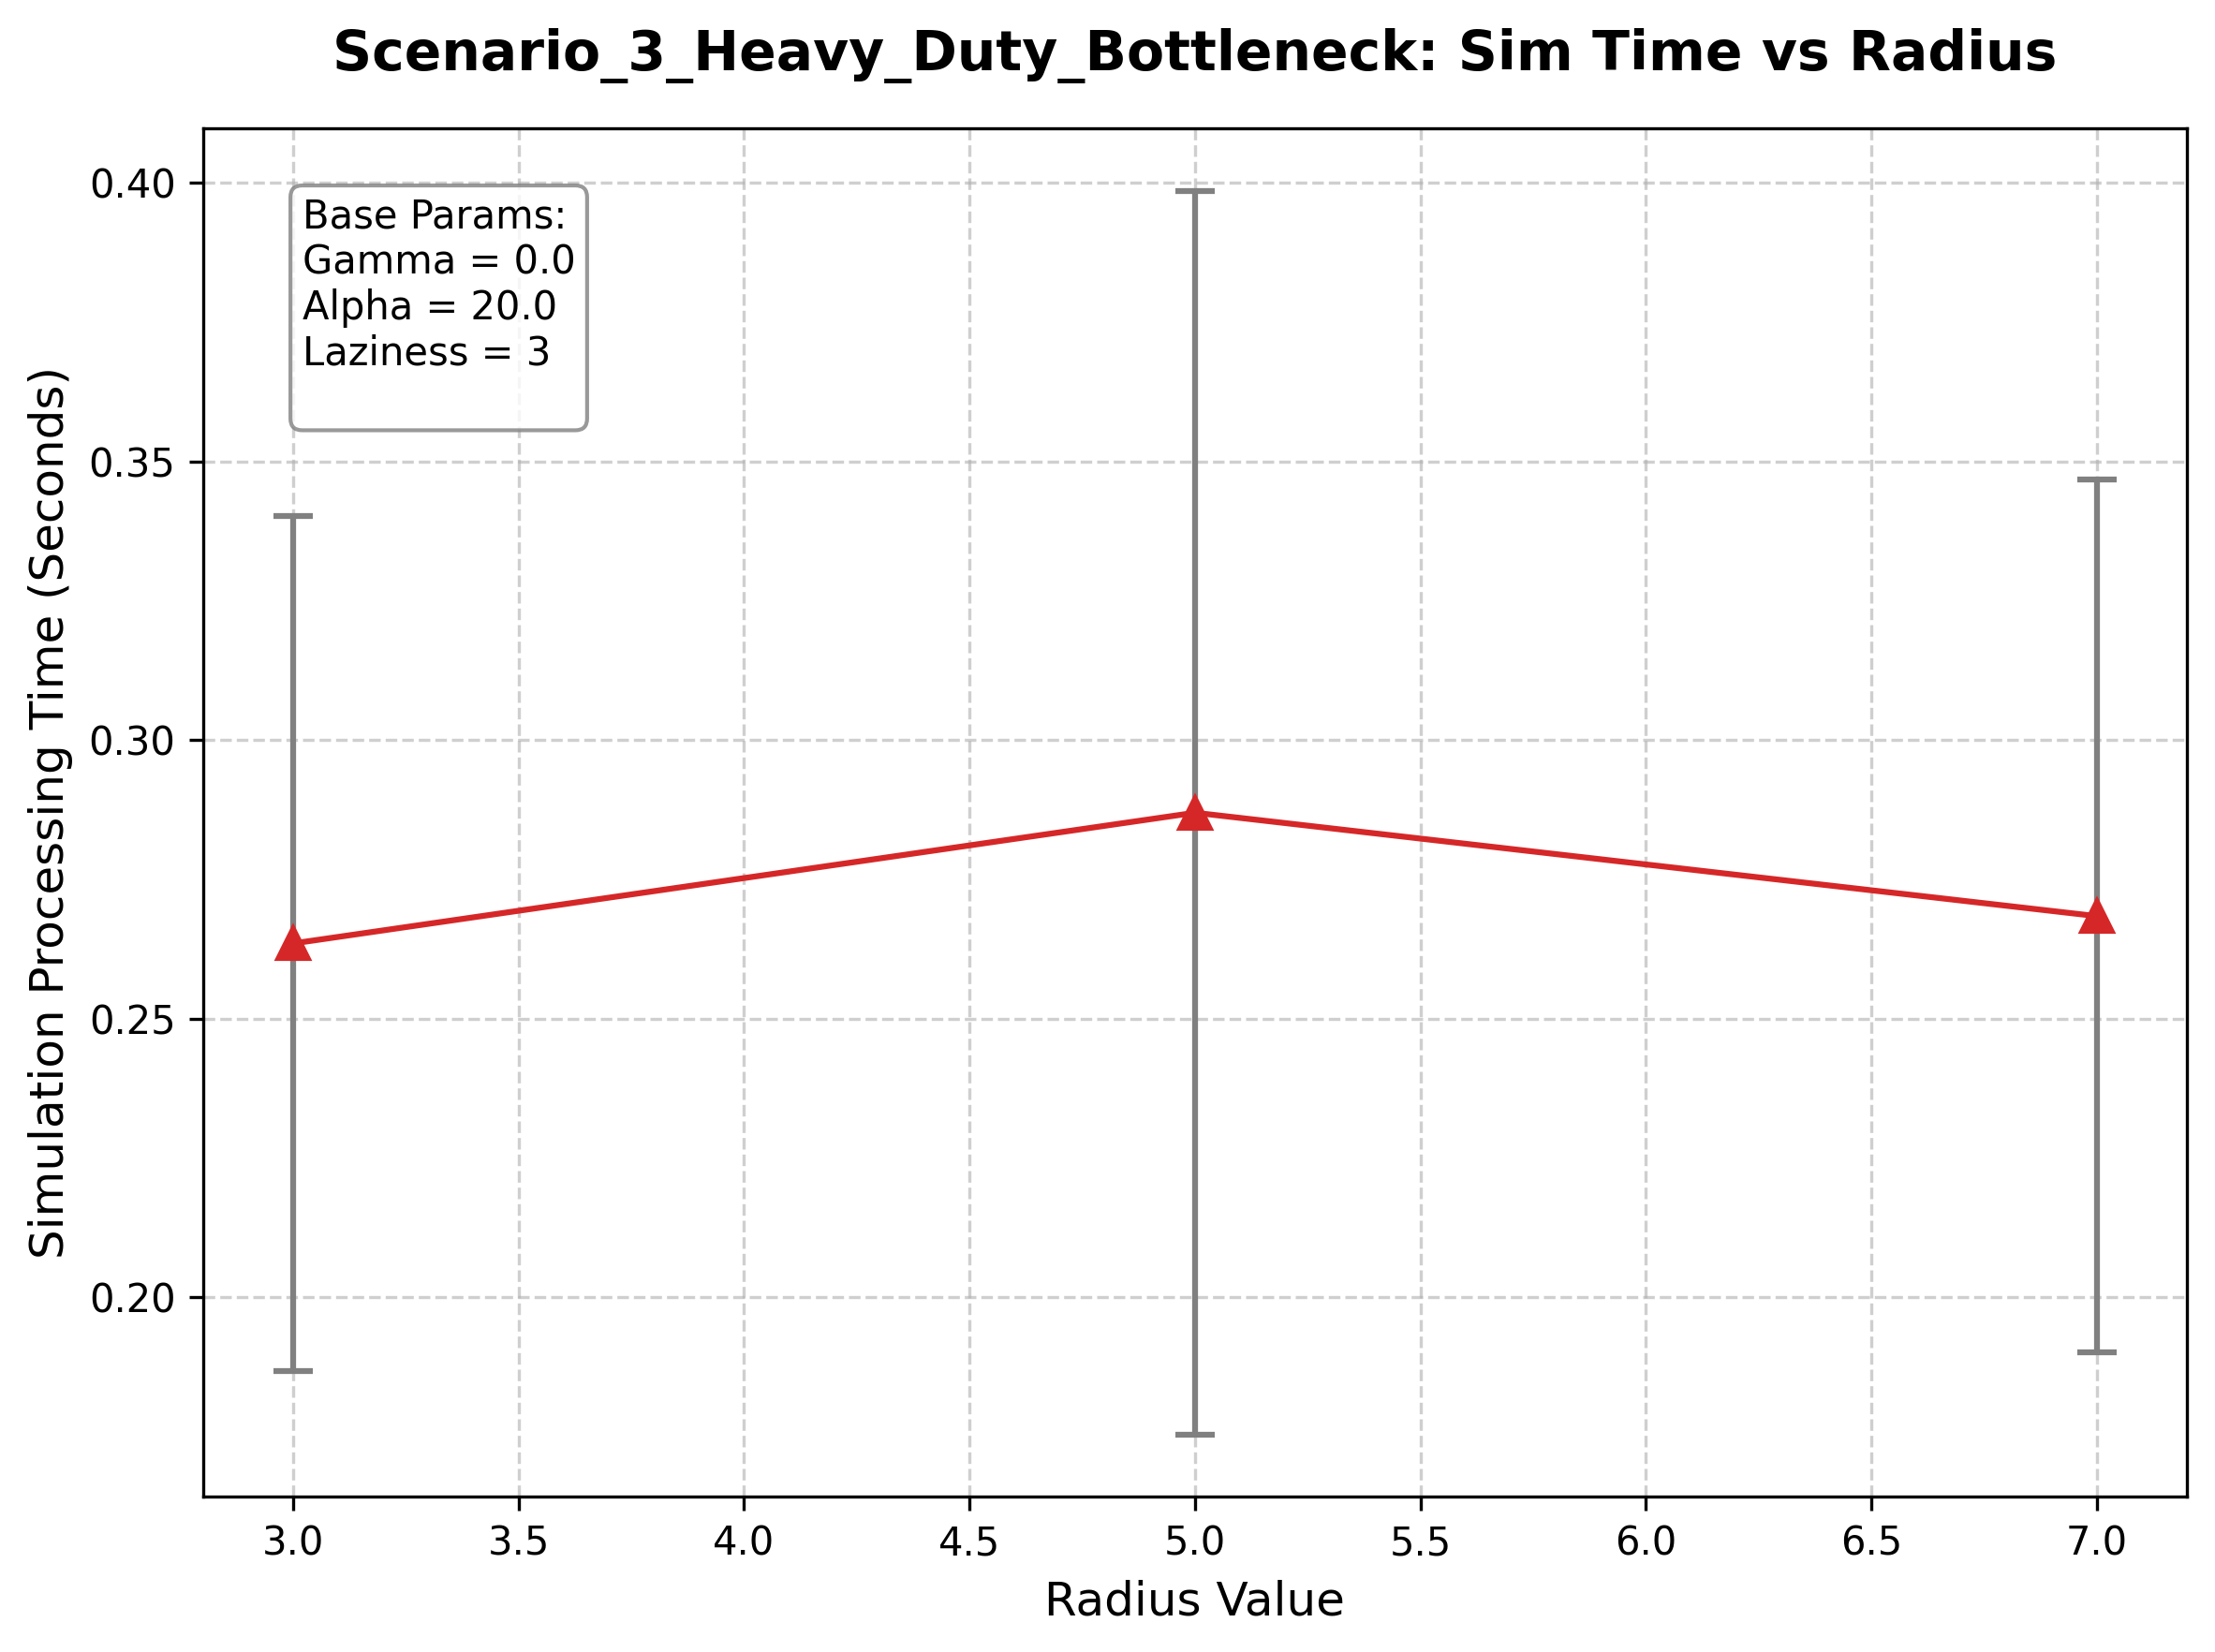 Scenario_3_Heavy_Duty_Bottleneck: Sim Time vs Radius
Base Params:
Gamma = 0.0
Alpha = 20.0
Laziness = 3
Simulation Processing Time (Seconds)
0.40
0.35
0.30
0.25
0.20
3.0 3.5 4.0 4.5 5.0 5.5 6.0 6.5 7.0
Radius Value